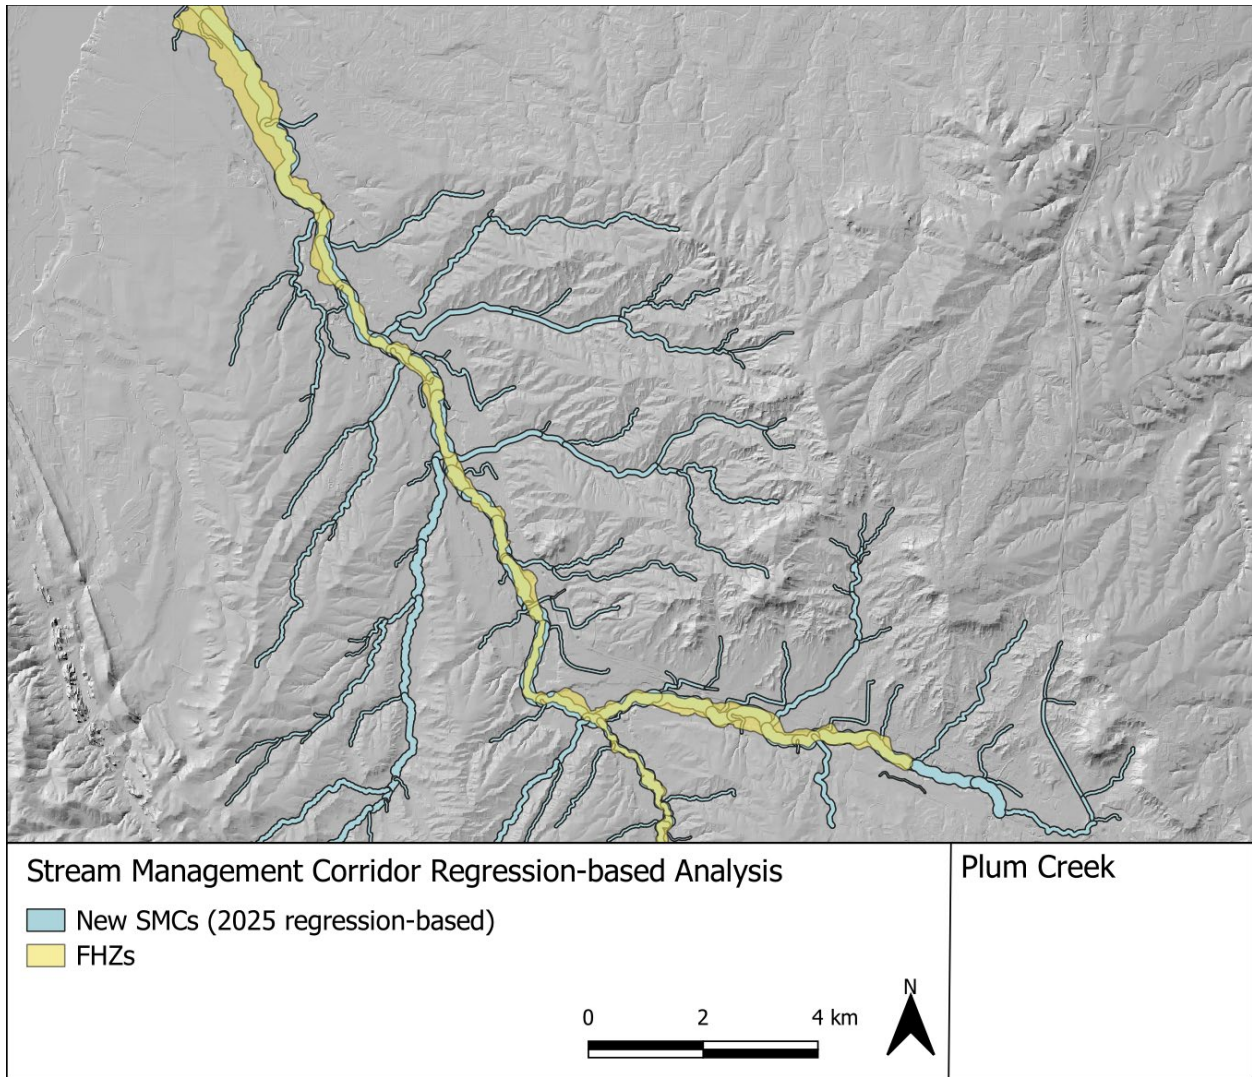 Stream Management Corridor Regression-based Analysis
New SMCs (2025 regression-based)
FHZs
Plum Creek
N
0 2 4 km